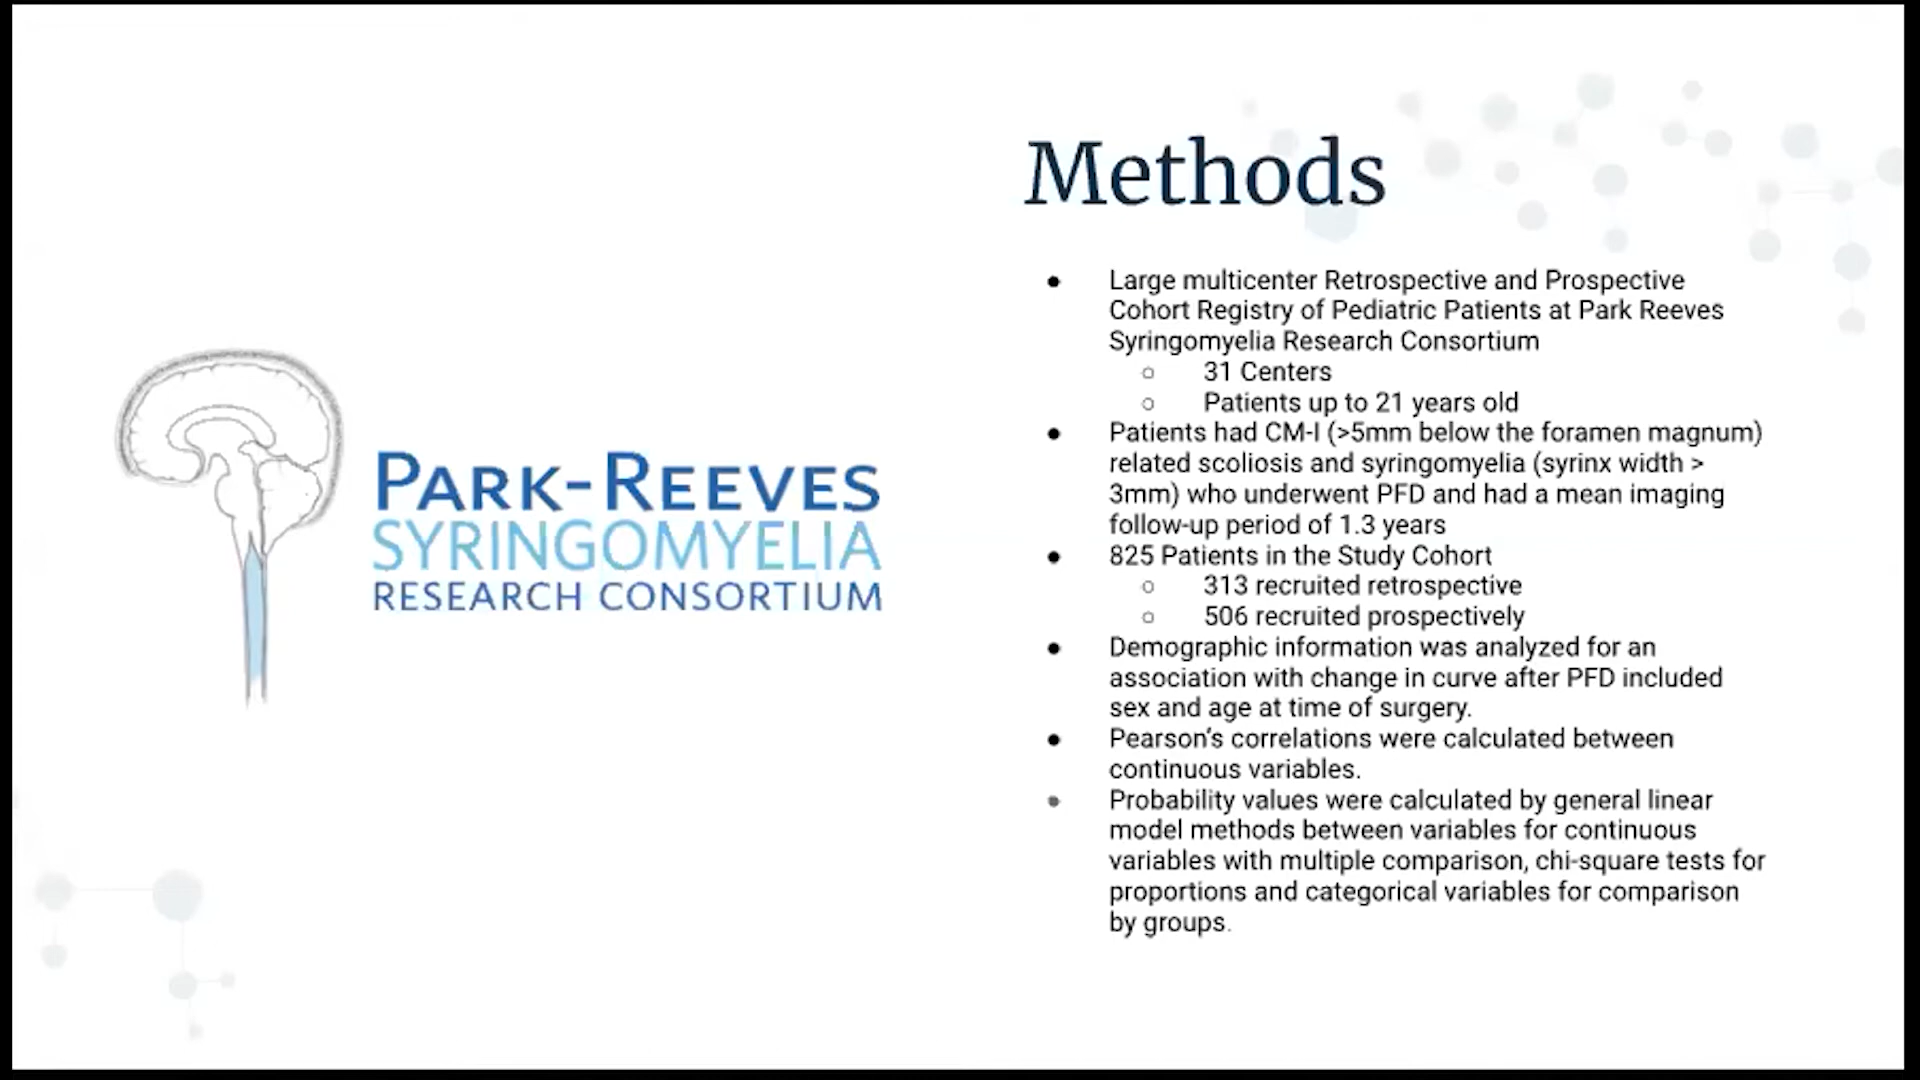 Methods
PARK-REEVES
SYRINGOMYELIA
RESEARCH CONSORTIUM
● Large multicenter Retrospective and Prospective
Cohort Registry of Pediatric Patients at Park Reeves
Syringomyelia Research Consortium
○ 31 Centers
○ Patients up to 21 years old
● Patients had CM-I (>5mm below the foramen magnum)
related scoliosis and syringomyelia (syrinx width >
3mm) who underwent PFD and had a mean imaging
follow-up period of 1.3 years
● 825 Patients in the Study Cohort
○ 313 recruited retrospective
○ 506 recruited prospectively
● Demographic information was analyzed for an
association with change in curve after PFD included
sex and age at time of surgery.
● Pearson's correlations were calculated between
continuous variables.
● Probability values were calculated by general linear
model methods between variables for continuous
variables with multiple comparison, chi-square tests for
proportions and categorical variables for comparison
by groups.